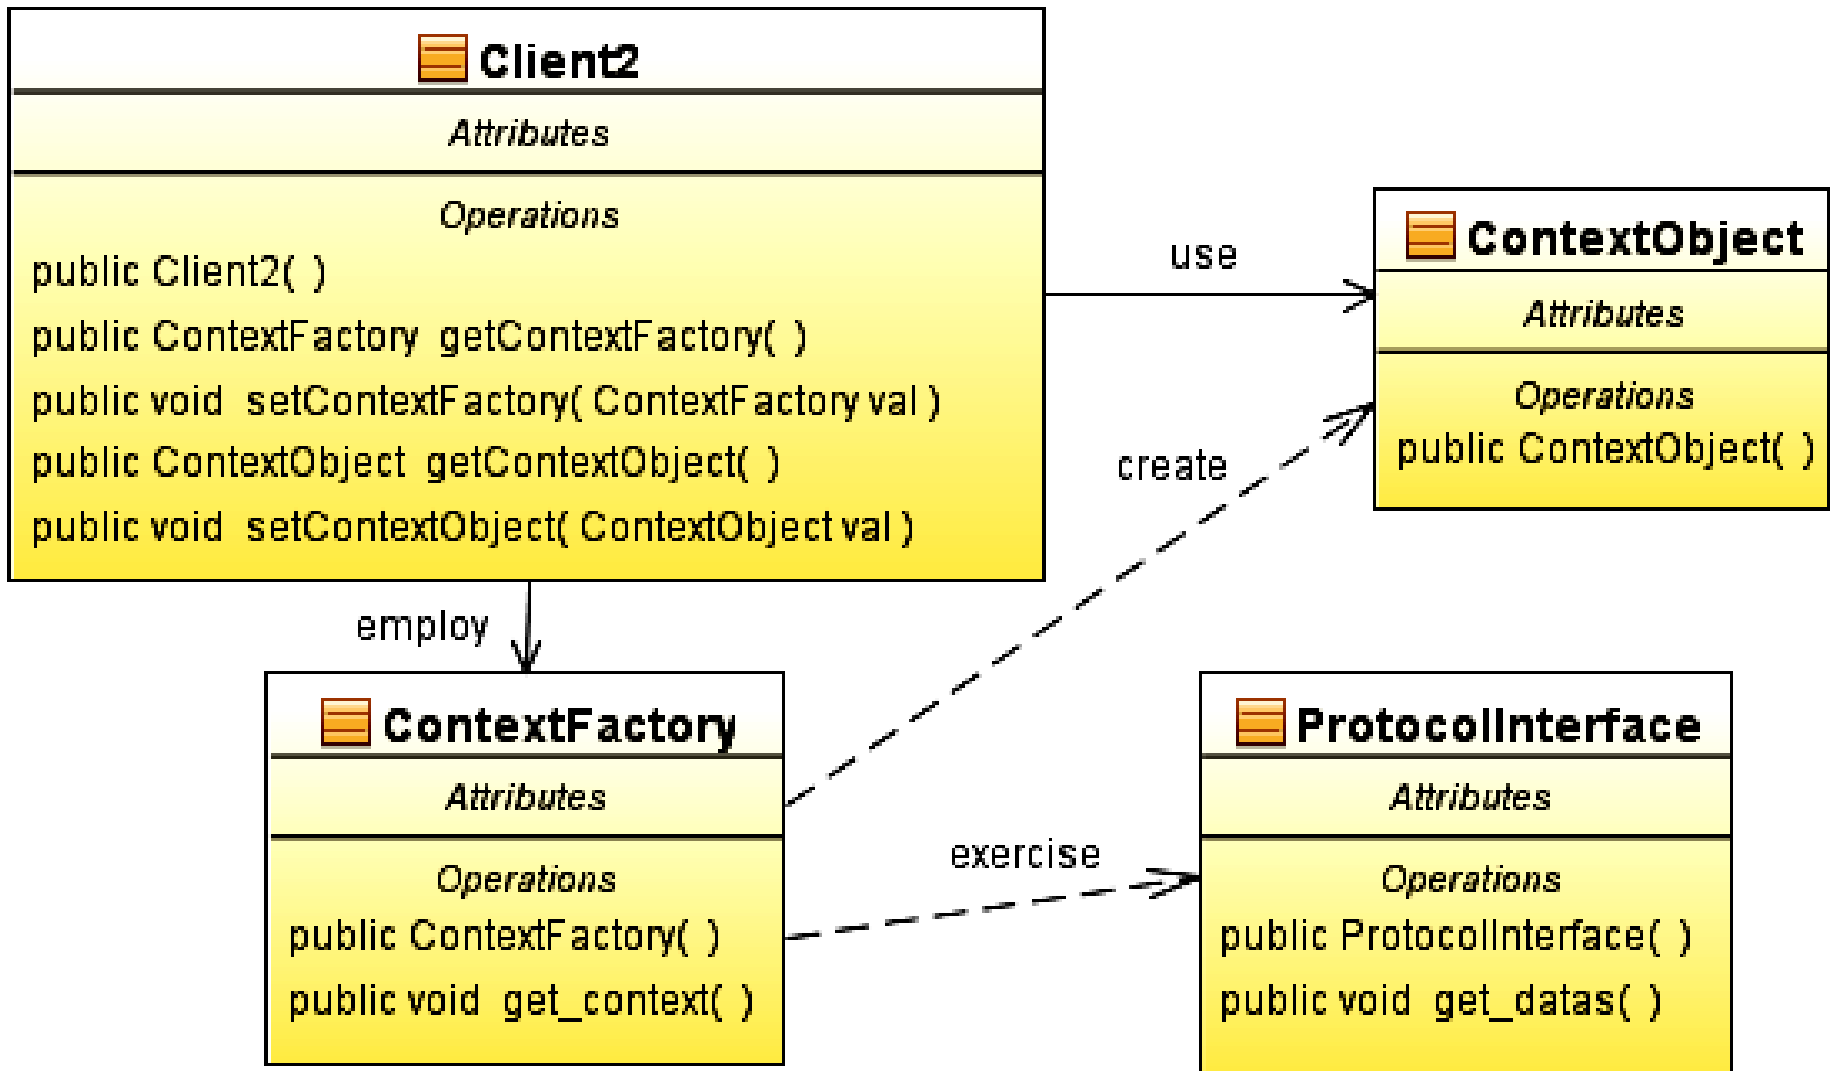 Client2
Attributes
Operations
public Client2( )
public ContextFactory getContextFactory( )
public void setContextFactory( ContextFactory val )
public ContextObject getContextObject( )
public void setContextObject( ContextObject val )
use
ContextObject
Attributes
Operations
public ContextObject( )
create
employ
ContextFactory
Attributes
Operations
public ContextFactory( )
public void get_context( )
exercise
ProtocolInterface
Attributes
Operations
public ProtocolInterface( )
public void get_datas( )